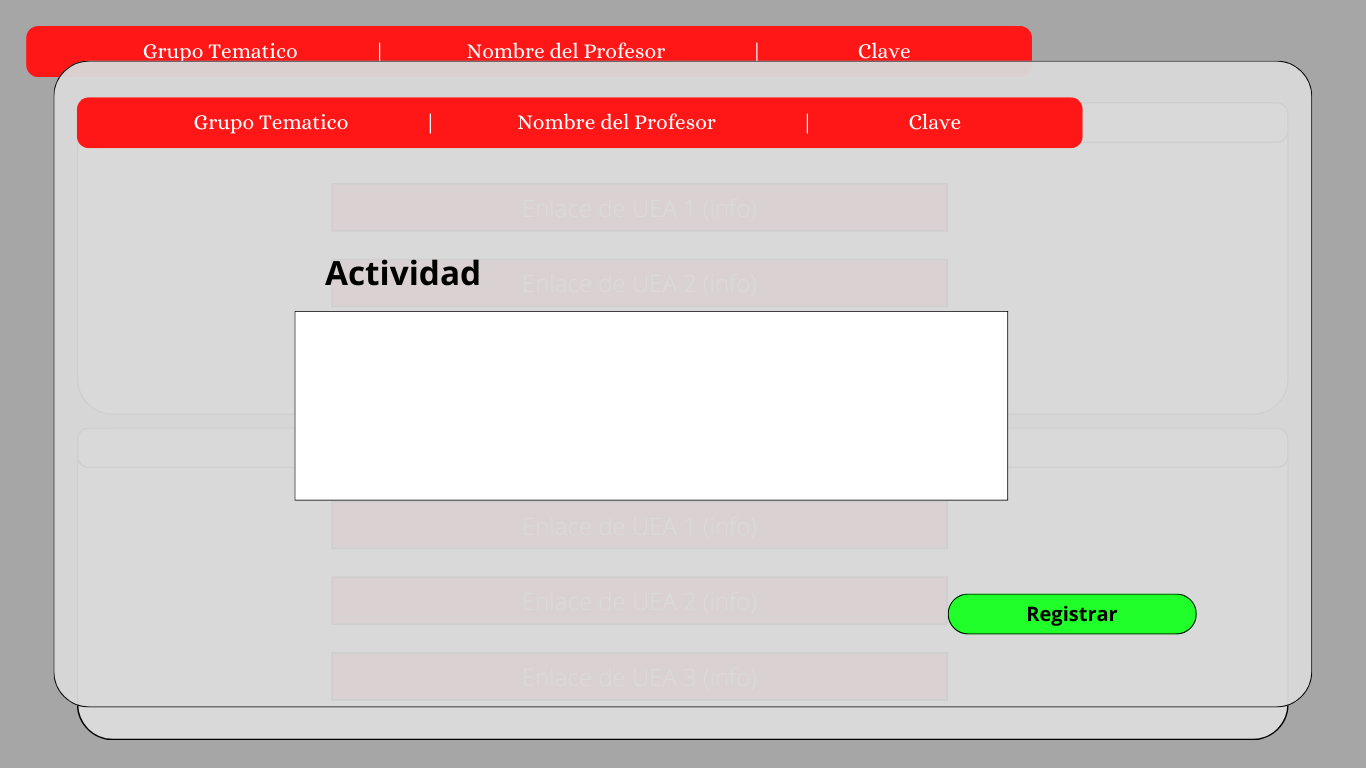 Grupo Tematico | Nombre del Profesor | Clave
Grupo Tematico | Nombre del Profesor | Clave
Enlace de UEA 1 (info)
Actividad
Enlace de UEA 2 (info)
Enlace de UEA 1 (info)
Enlace de UEA 2 (info)
Registrar
Enlace de UEA 3 (info)